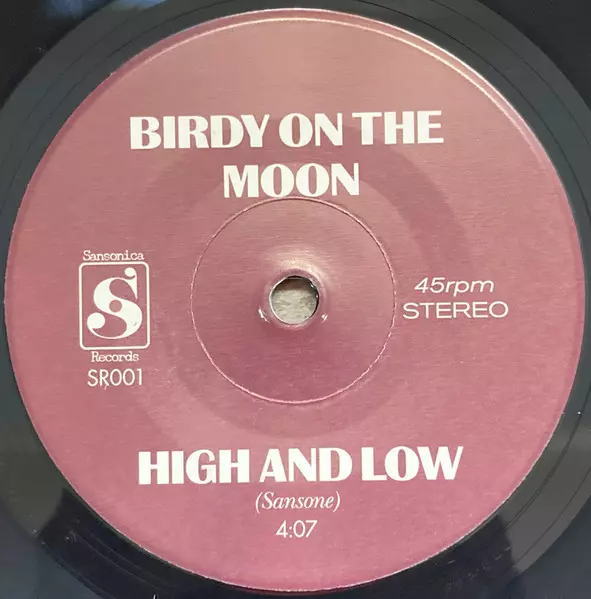 BIRDY ON THE
MOON
Sansonica
S
Records
SR001
45rpm
STEREO
HIGH AND LOW
(Sansone)
4:07